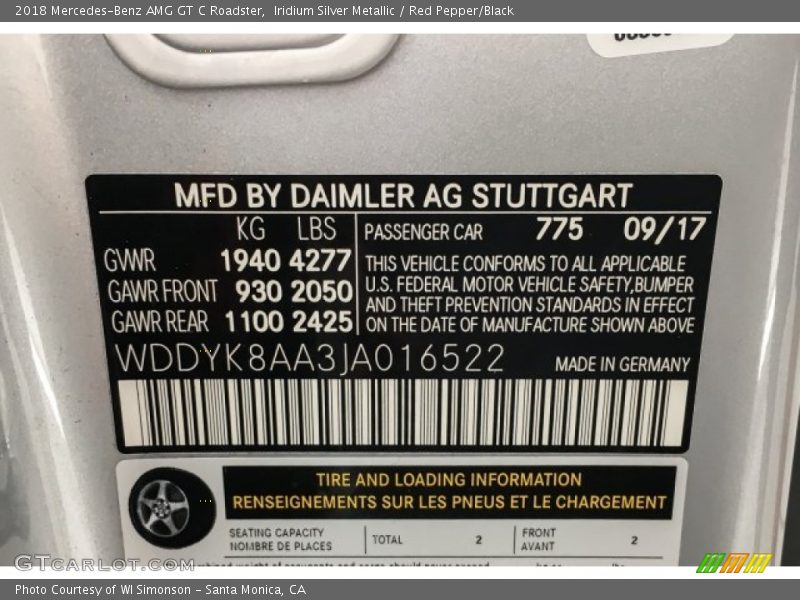 2018 Mercedes-Benz AMG GT C Roadster, Iridium Silver Metallic / Red Pepper/Black
MFD BY DAIMLER AG STUTTGART
KG LBS
GWR 1940 4277
GAWR FRONT 930 2050
GAWR REAR 1100 2425
PASSENGER CAR 775 09/17
THIS VEHICLE CONFORMS TO ALL APPLICABLE
U.S. FEDERAL MOTOR VEHICLE SAFETY,BUMPER
AND THEFT PREVENTION STANDARDS IN EFFECT
ON THE DATE OF MANUFACTURE SHOWN ABOVE
WDDYK8AA3JA016522 MADE IN GERMANY
TIRE AND LOADING INFORMATION
RENSEIGNEMENTS SUR LES PNEUS ET LE CHARGEMENT
SEATING CAPACITY
NOMBRE DE PLACES
TOTAL 2
FRONT
AVANT
2
GTCarLot.com
Photo Courtesy of WI Simonson - Santa Monica, CA